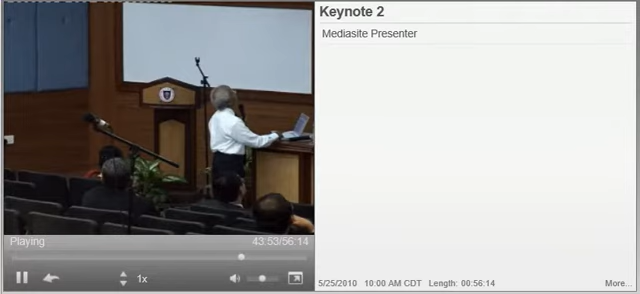 Keynote 2
Mediasite Presenter
Playing
43:53/56:14
1x
5/25/2010 10:00 AM CDT Length: 00:56:14
More...